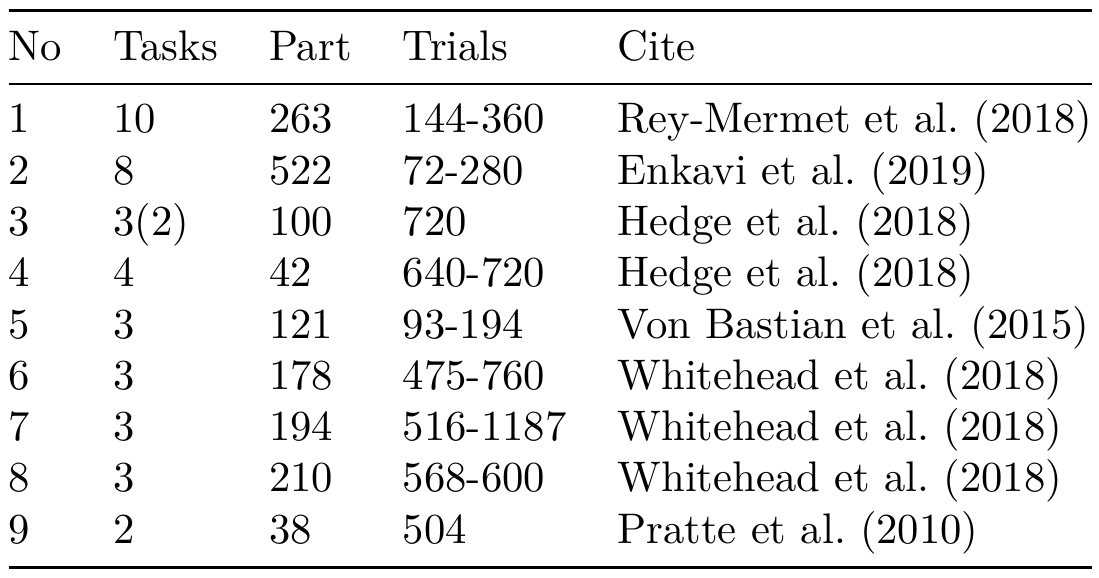 No Tasks Part Trials Cite
1 10 263 144-360 Rey-Mermet et al. (2018)
2 8 522 72-280 Enkavi et al. (2019)
3 3(2) 100 720 Hedge et al. (2018)
4 4 42 640-720 Hedge et al. (2018)
5 3 121 93-194 Von Bastian et al. (2015)
6 3 178 475-760 Whitehead et al. (2018)
7 3 194 516-1187 Whitehead et al. (2018)
8 3 210 568-600 Whitehead et al. (2018)
9 2 38 504 Pratte et al. (2010)